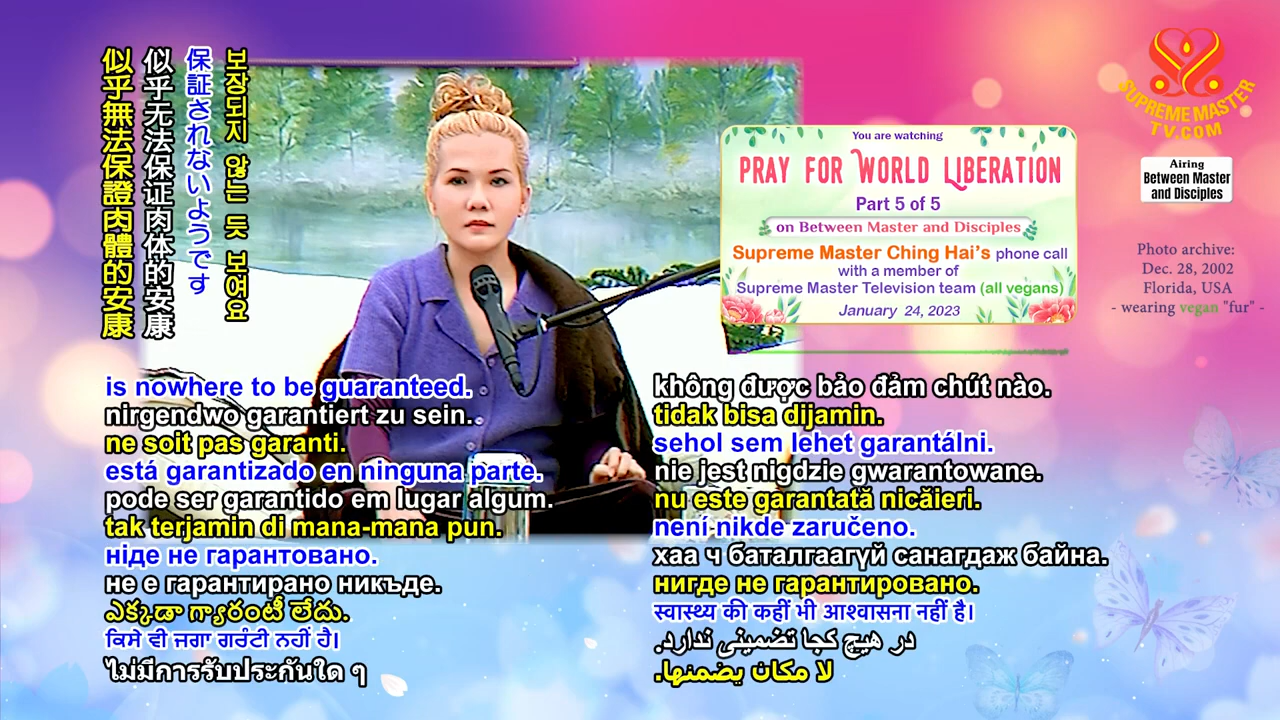 보장되지 않는 듯 보여요
保証されないようです
似乎无法保证肉体的安康
似乎無法保證肉體的安康
You are watching
PRAY FOR WORLD LIBERATION
Part 5 of 5
on Between Master and Disciples
Supreme Master Ching Hai’s phone call
with a member of
Supreme Master Television team (all vegans)
January 24, 2023
SUPREME MASTER
TV.COM
Airing
Between Master
and Disciples
Photo archive:
Dec. 28, 2002
Florida, USA
- wearing vegan "fur" -
is nowhere to be guaranteed.
nirgendwo garantiert zu sein.
ne soit pas garanti.
está garantizado en ninguna parte.
pode ser garantido em lugar algum.
tak terjamin di mana-mana pun.
ніде не гарантовано.
не е гарантирано никъде.
ఎక్కడా గ్యారంటీ లేదు.
ਕਿਸੇ ਵੀ ਜਗਾ ਗਰੰਟੀ ਨਹੀਂ ਹੈ।
ไม่มีการรับประกันใด ๆ
không được bảo đảm chút nào.
tidak bisa dijamin.
sehol sem lehet garantálni.
nie jest nigdzie gwarantowane.
nu este garantată nicăieri.
není nikde zaručeno.
хаа ч баталгаагүй санагдаж байна.
нигде не гарантировано.
स्वास्थ्य की कहीं भी आश्वासना नहीं है।
در هیچ کجا تضمینی ندارد.
لا مكان يضمنها.